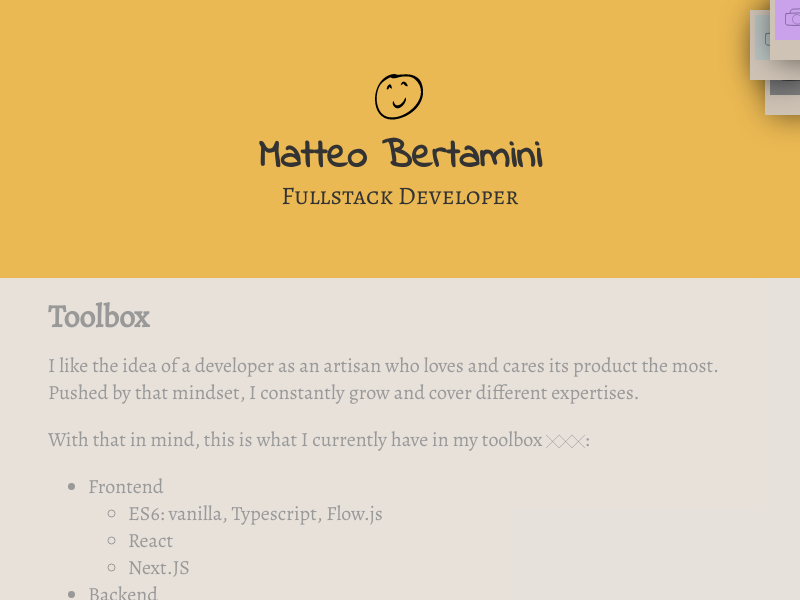 Matteo Bertamini
Fullstack Developer
Toolbox
I like the idea of a developer as an artisan who loves and cares its product the most.
Pushed by that mindset, I constantly grow and cover different expertises.
With that in mind, this is what I currently have in my toolbox :
Frontend
ES6: vanilla, Typescript, Flow.js
React
Next.JS
Backend